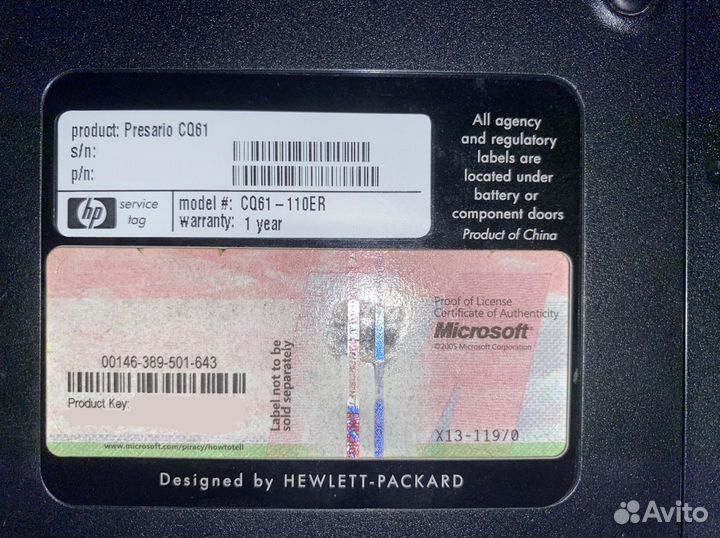 product: Presario CQ61
s/n:
p/n:
hp
service
tag
model #: CQ61-110ER
warranty: 1 year
All agency
and regulatory
labels are
located under
battery or
component doors
Product of China
00146-389-501-643
Product Key:
www.microsoft.com/piracy/howtotell
Label not to be
sold separately
Proof of License
Certificate of Authenticity
Microsoft
©2005 Microsoft Corporation
X13-11970
Designed by HEWLETT-PACKARD
Avito